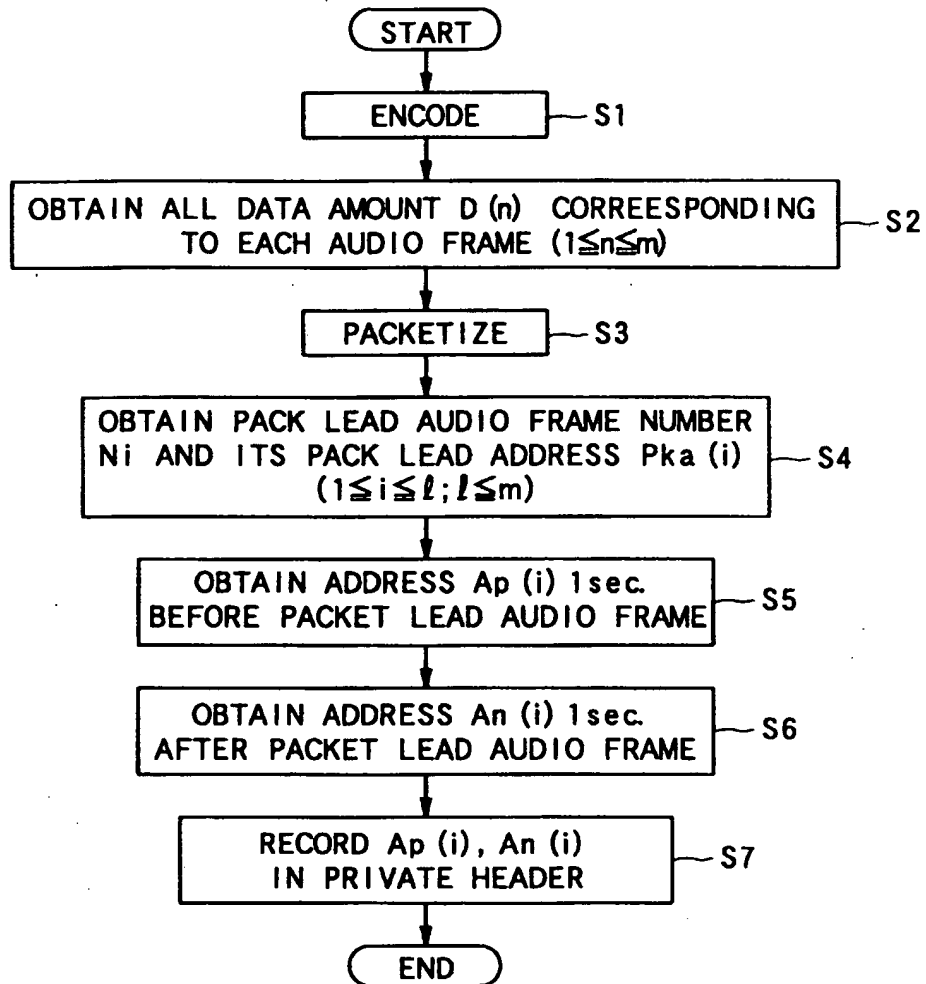 START
ENCODE
S1
OBTAIN ALL DATA AMOUNT D (n) CORREESPONDING
TO EACH AUDIO FRAME (1≦n≦m)
S2
PACKETIZE
S3
OBTAIN PACK LEAD AUDIO FRAME NUMBER
Ni AND ITS PACK LEAD ADDRESS Pka (i)
(1≦i≦ℓ;ℓ≦m)
S4
OBTAIN ADDRESS Ap (i) 1sec.
BEFORE PACKET LEAD AUDIO FRAME
S5
OBTAIN ADDRESS An (i) 1sec.
AFTER PACKET LEAD AUDIO FRAME
S6
RECORD Ap (i), An (i)
IN PRIVATE HEADER
S7
END